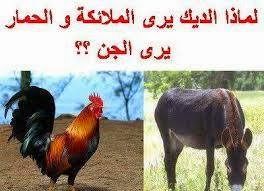 لماذا الديك يرى الملائكة و الحمار
يرى الجن ؟؟